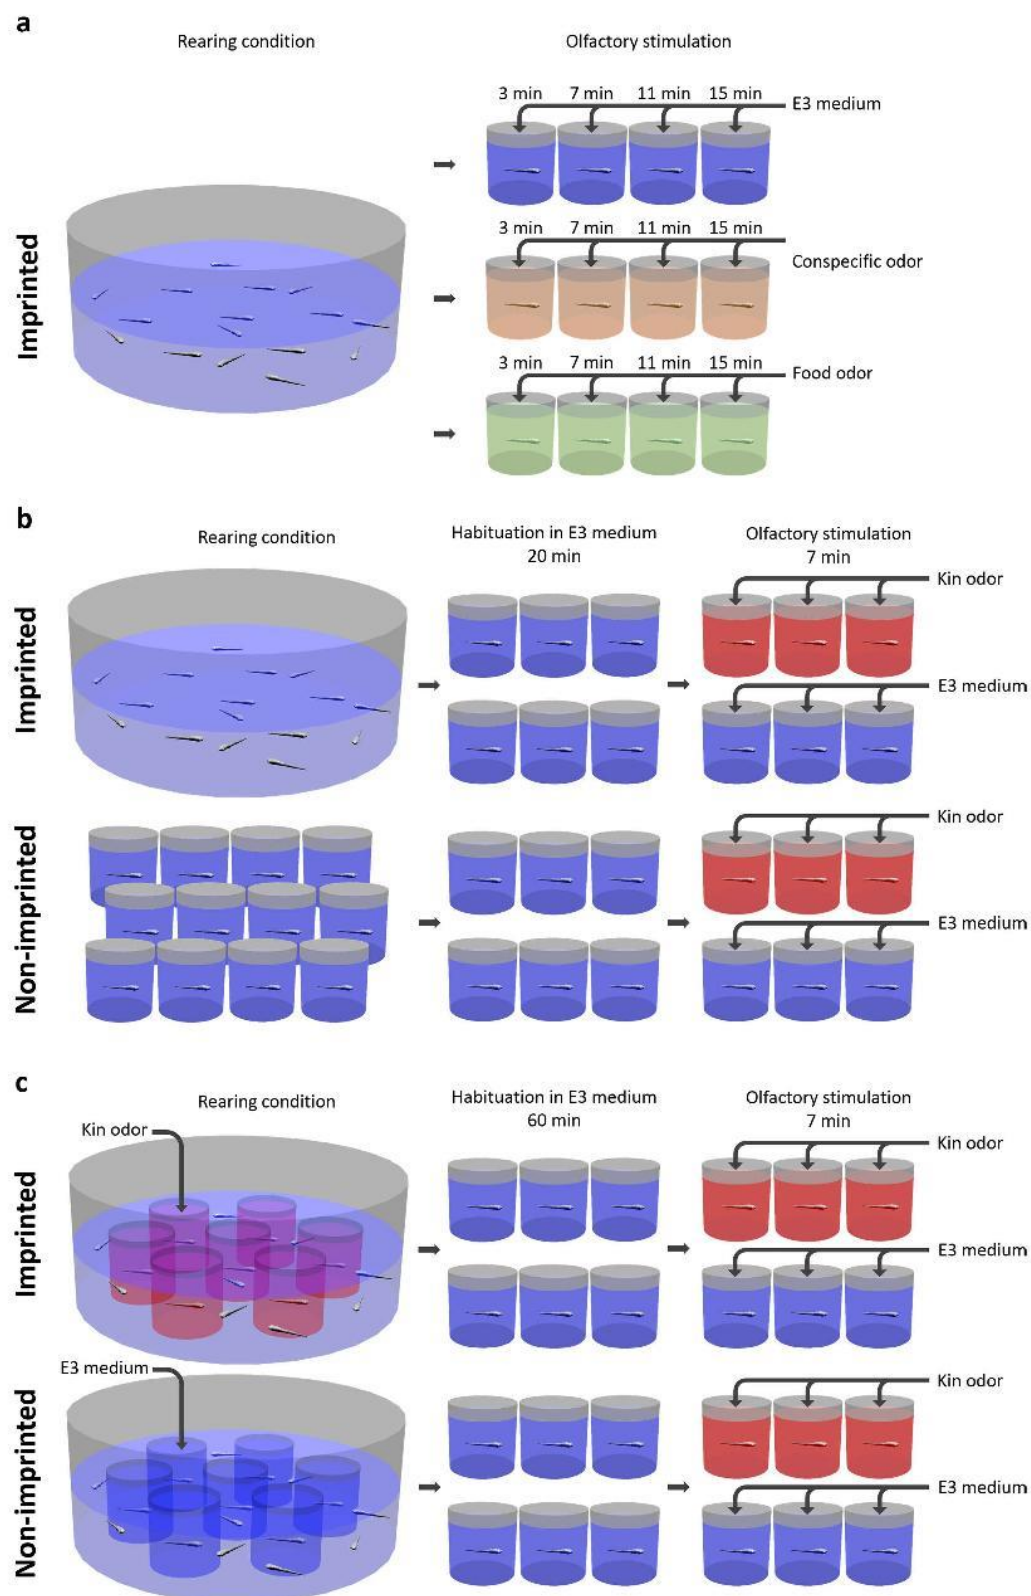 a
Rearing condition
Olfactory stimulation
Imprinted
3 min 7 min 11 min 15 min
E3 medium
3 min 7 min 11 min 15 min
Conspecific odor
3 min 7 min 11 min 15 min
Food odor
b
Rearing condition
Habituation in E3 medium
20 min
Olfactory stimulation
7 min
Imprinted
Kin odor
E3 medium
Non-imprinted
Kin odor
E3 medium
c
Rearing condition
Habituation in E3 medium
60 min
Olfactory stimulation
7 min
Imprinted
Kin odor
Kin odor
E3 medium
Non-imprinted
E3 medium
Kin odor
E3 medium